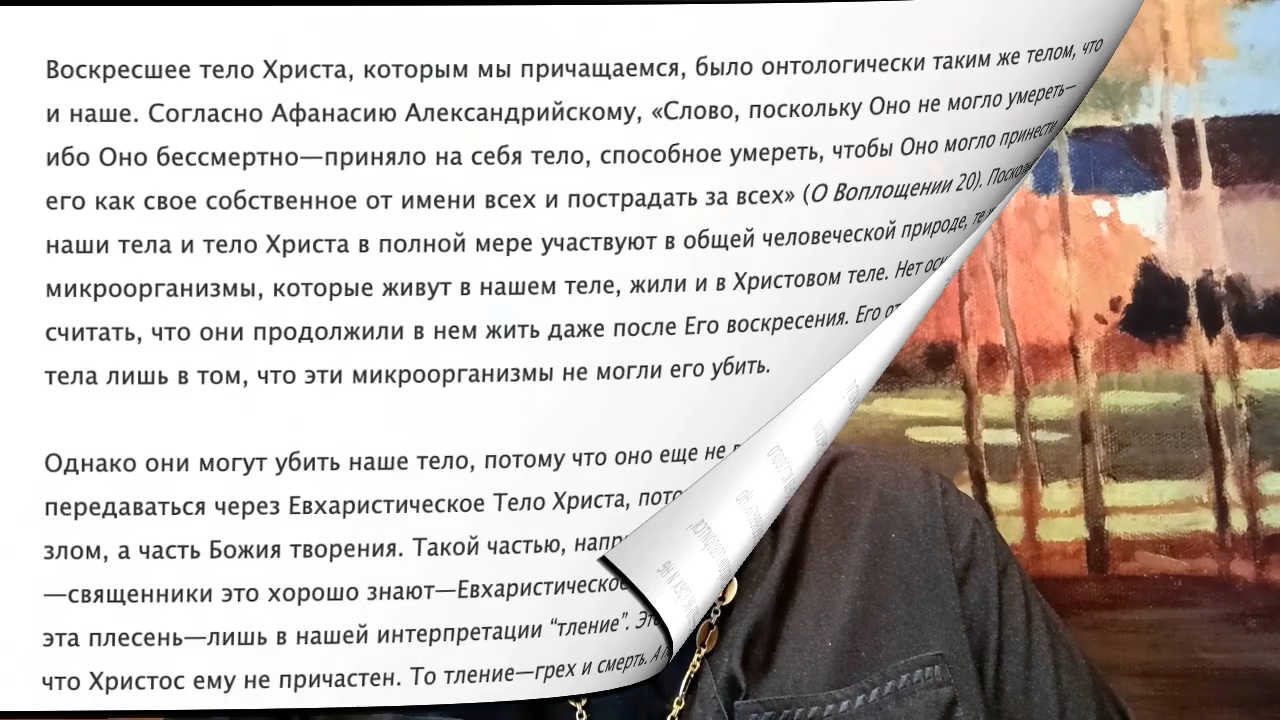 Воскресшее тело Христа, которым мы причащаемся, было онтологически таким же телом, что
и наше. Согласно Афанасию Александрийскому, «Слово, поскольку Оно не могло умереть—
ибо Оно бессмертно—приняло на себя тело, способное умереть, чтобы Оно могло принести
его как свое собственное от имени всех и пострадать за всех» (О Воплощении 20).
наши тела и тело Христа в полной мере участвуют в общей человеческой природе,
микроорганизмы, которые живут в нашем теле, жили и в Христовом теле. Нет
считать, что они продолжили в нем жить даже после Его воскресения. Его
тела лишь в том, что эти микроорганизмы не могли его убить.
Однако они могут убить наше тело, потому что оно еще не
передаваться через Евхаристическое Тело Христа,
злом, а часть Божия творения. Такой частью,
—священники это хорошо знают—Евхаристическое
эта плесень—лишь в нашей интерпретации “тление”.
что Христос ему не причастен. То тление—грех и смерть. А